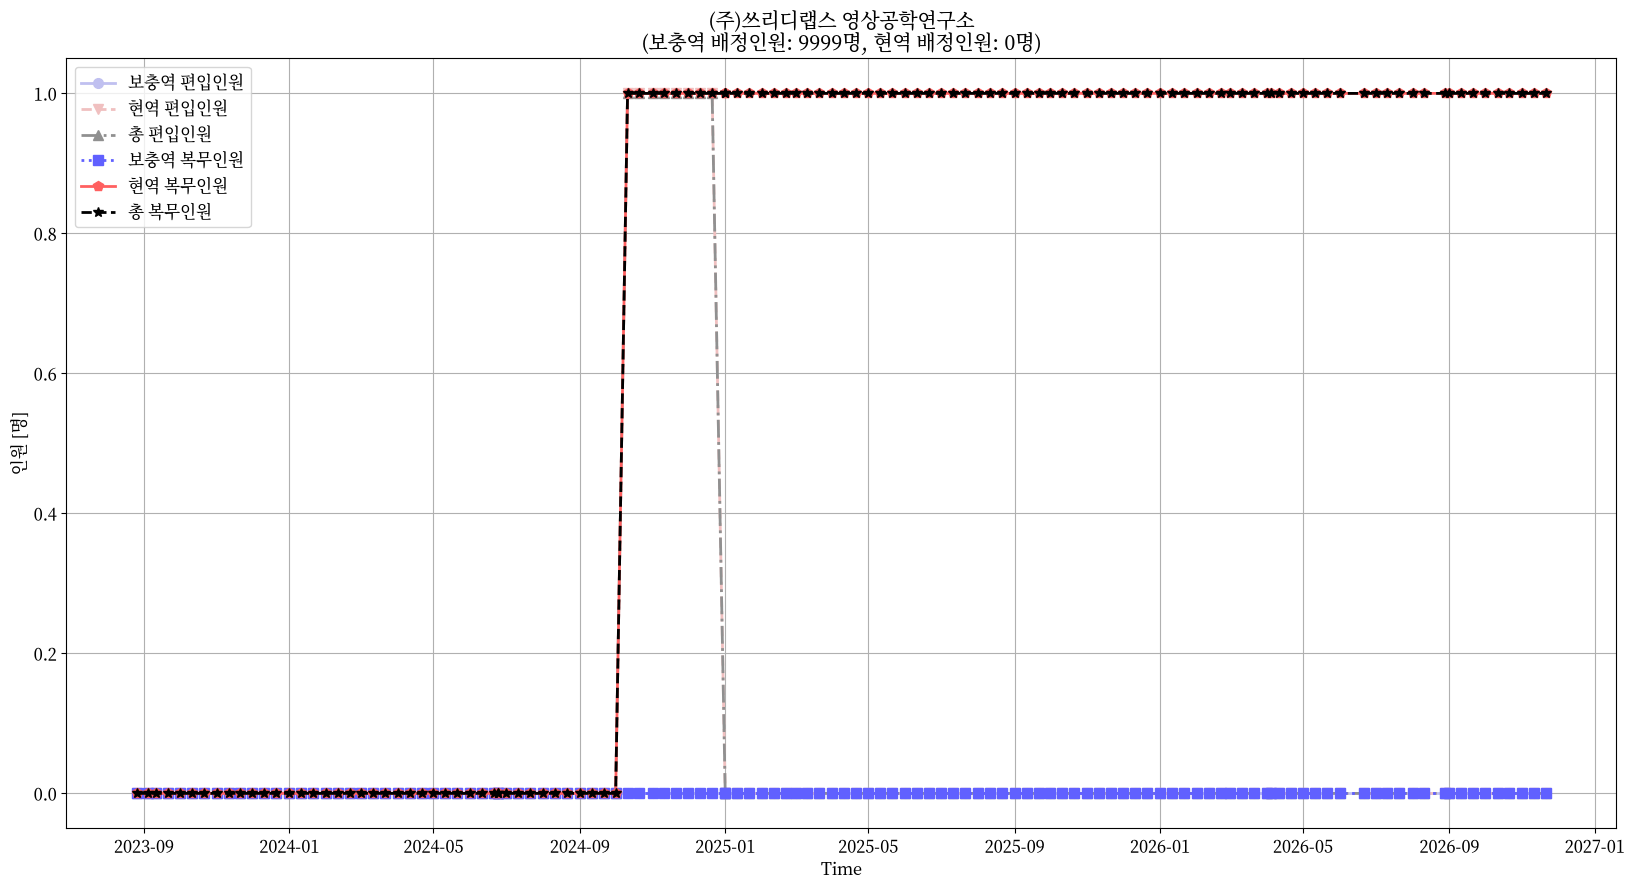 (주)쓰리디랩스 영상공학연구소
(보충역 배정인원: 9999명, 현역 배정인원: 0명)
보충역 편입인원
현역 편입인원
총 편입인원
보충역 복무인원
현역 복무인원
총 복무인원
1.0
0.8
0.6
0.4
0.2
0.0
인원 [명]
2023-09
2024-01
2024-05
2024-09
2025-01
2025-05
2025-09
2026-01
2026-05
2026-09
2027-01
Time